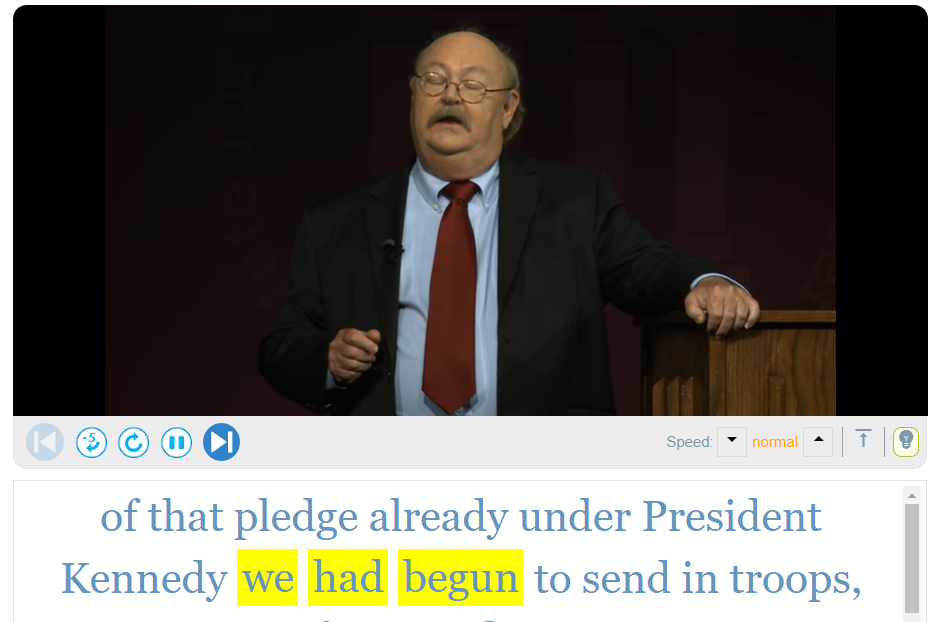 -5
Speed: normal
of that pledge already under President
Kennedy we had begun to send in troops,